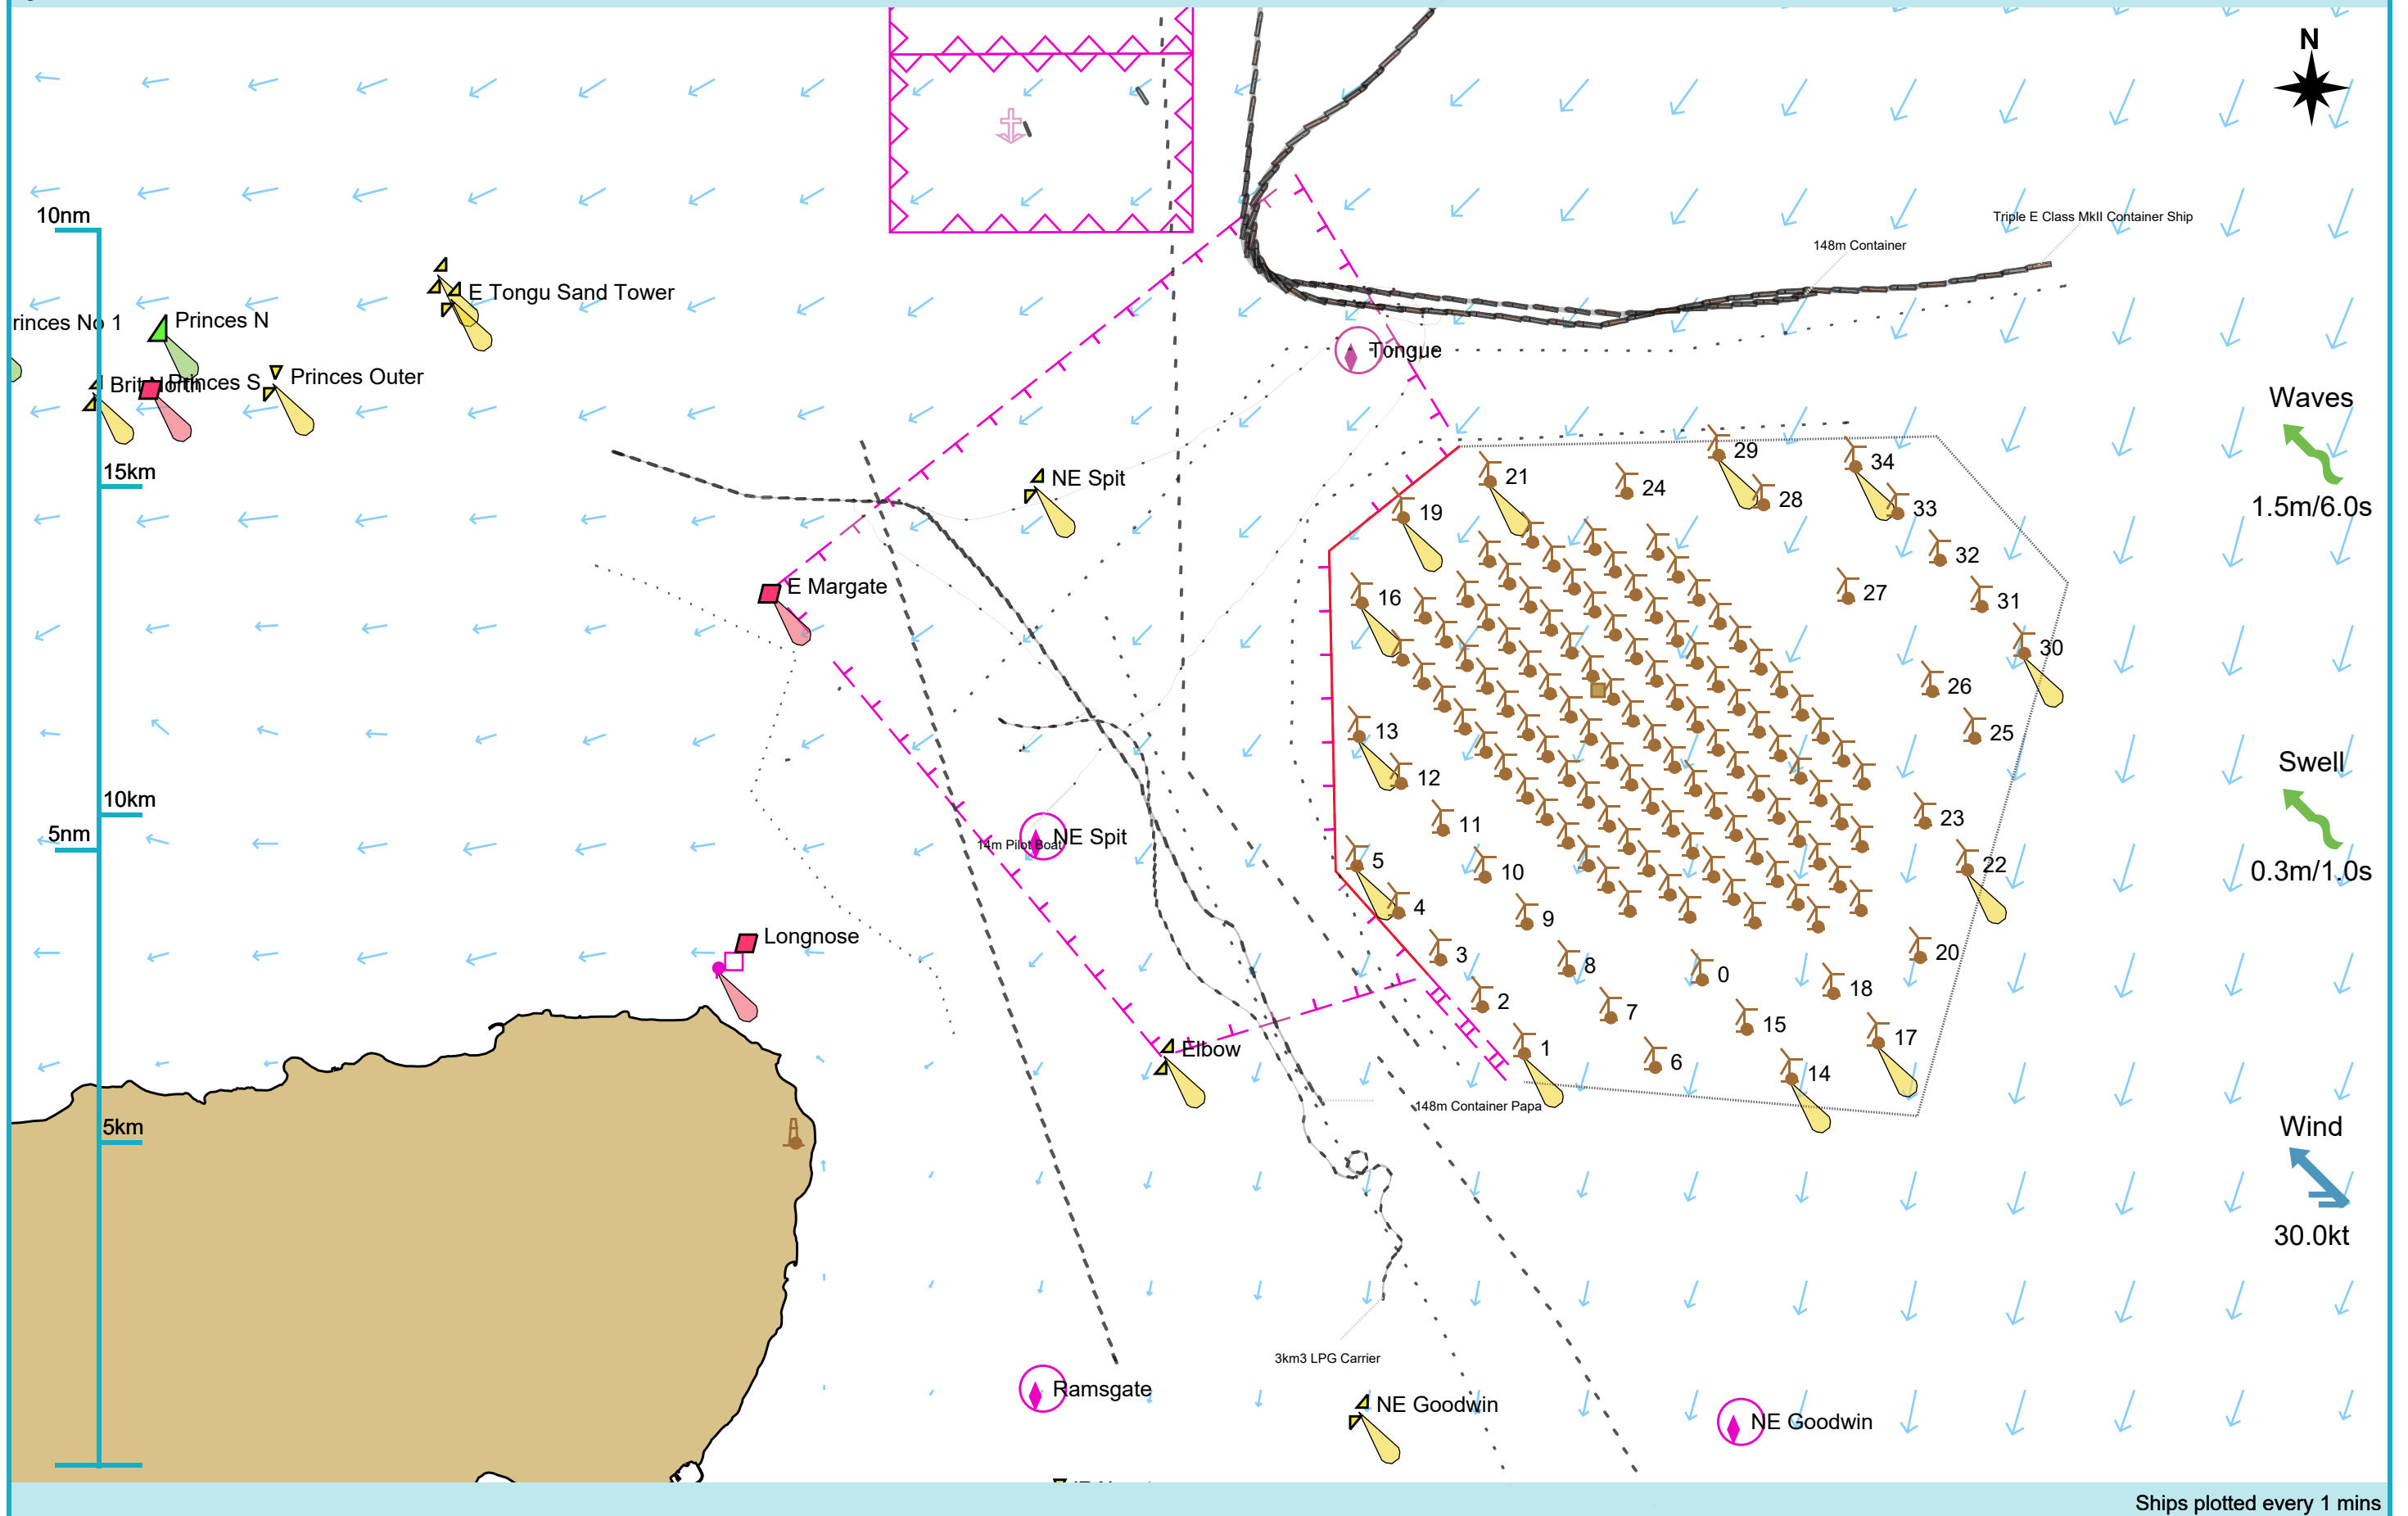 N
10nm
Triple E Class MkII Container Ship
148m Container
E Tongu Sand Tower
rinces No 1
Princes N
Tongue
Princes Outer
Brit North
Princes S
Waves
1.5m/6.0s
15km
NE Spit
29
34
21
24
28
33
19
32
E Margate
27
31
16
30
26
13
25
12
Swell
0.3m/1.0s
10km
5nm
11
23
NE Spit
14m Pilot Boat
5
22
10
4
9
Longnose
3
20
8
0
2
18
7
15
17
Elbow
1
6
14
148m Container Papa
5km
Wind
30.0kt
3km3 LPG Carrier
Ramsgate
NE Goodwin
NE Goodwin
Ships plotted every 1 mins